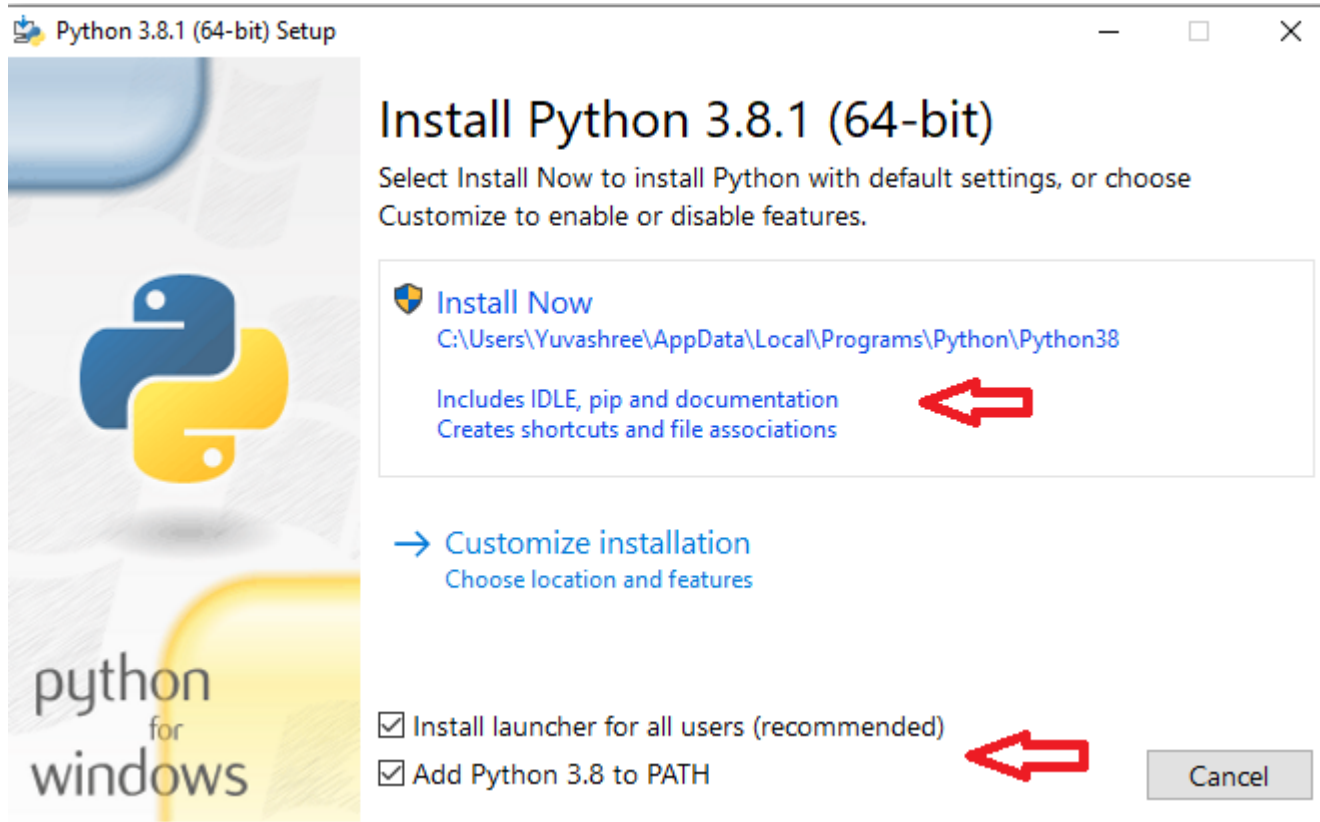 Python 3.8.1 (64-bit) Setup
Install Python 3.8.1 (64-bit)
Select Install Now to install Python with default settings, or choose
Customize to enable or disable features.
Install Now
C:\Users\Yuvashree\AppData\Local\Programs\Python\Python38
Includes IDLE, pip and documentation
Creates shortcuts and file associations
Customize installation
Choose location and features
python
for
windows
Install launcher for all users (recommended)
Add Python 3.8 to PATH
Cancel